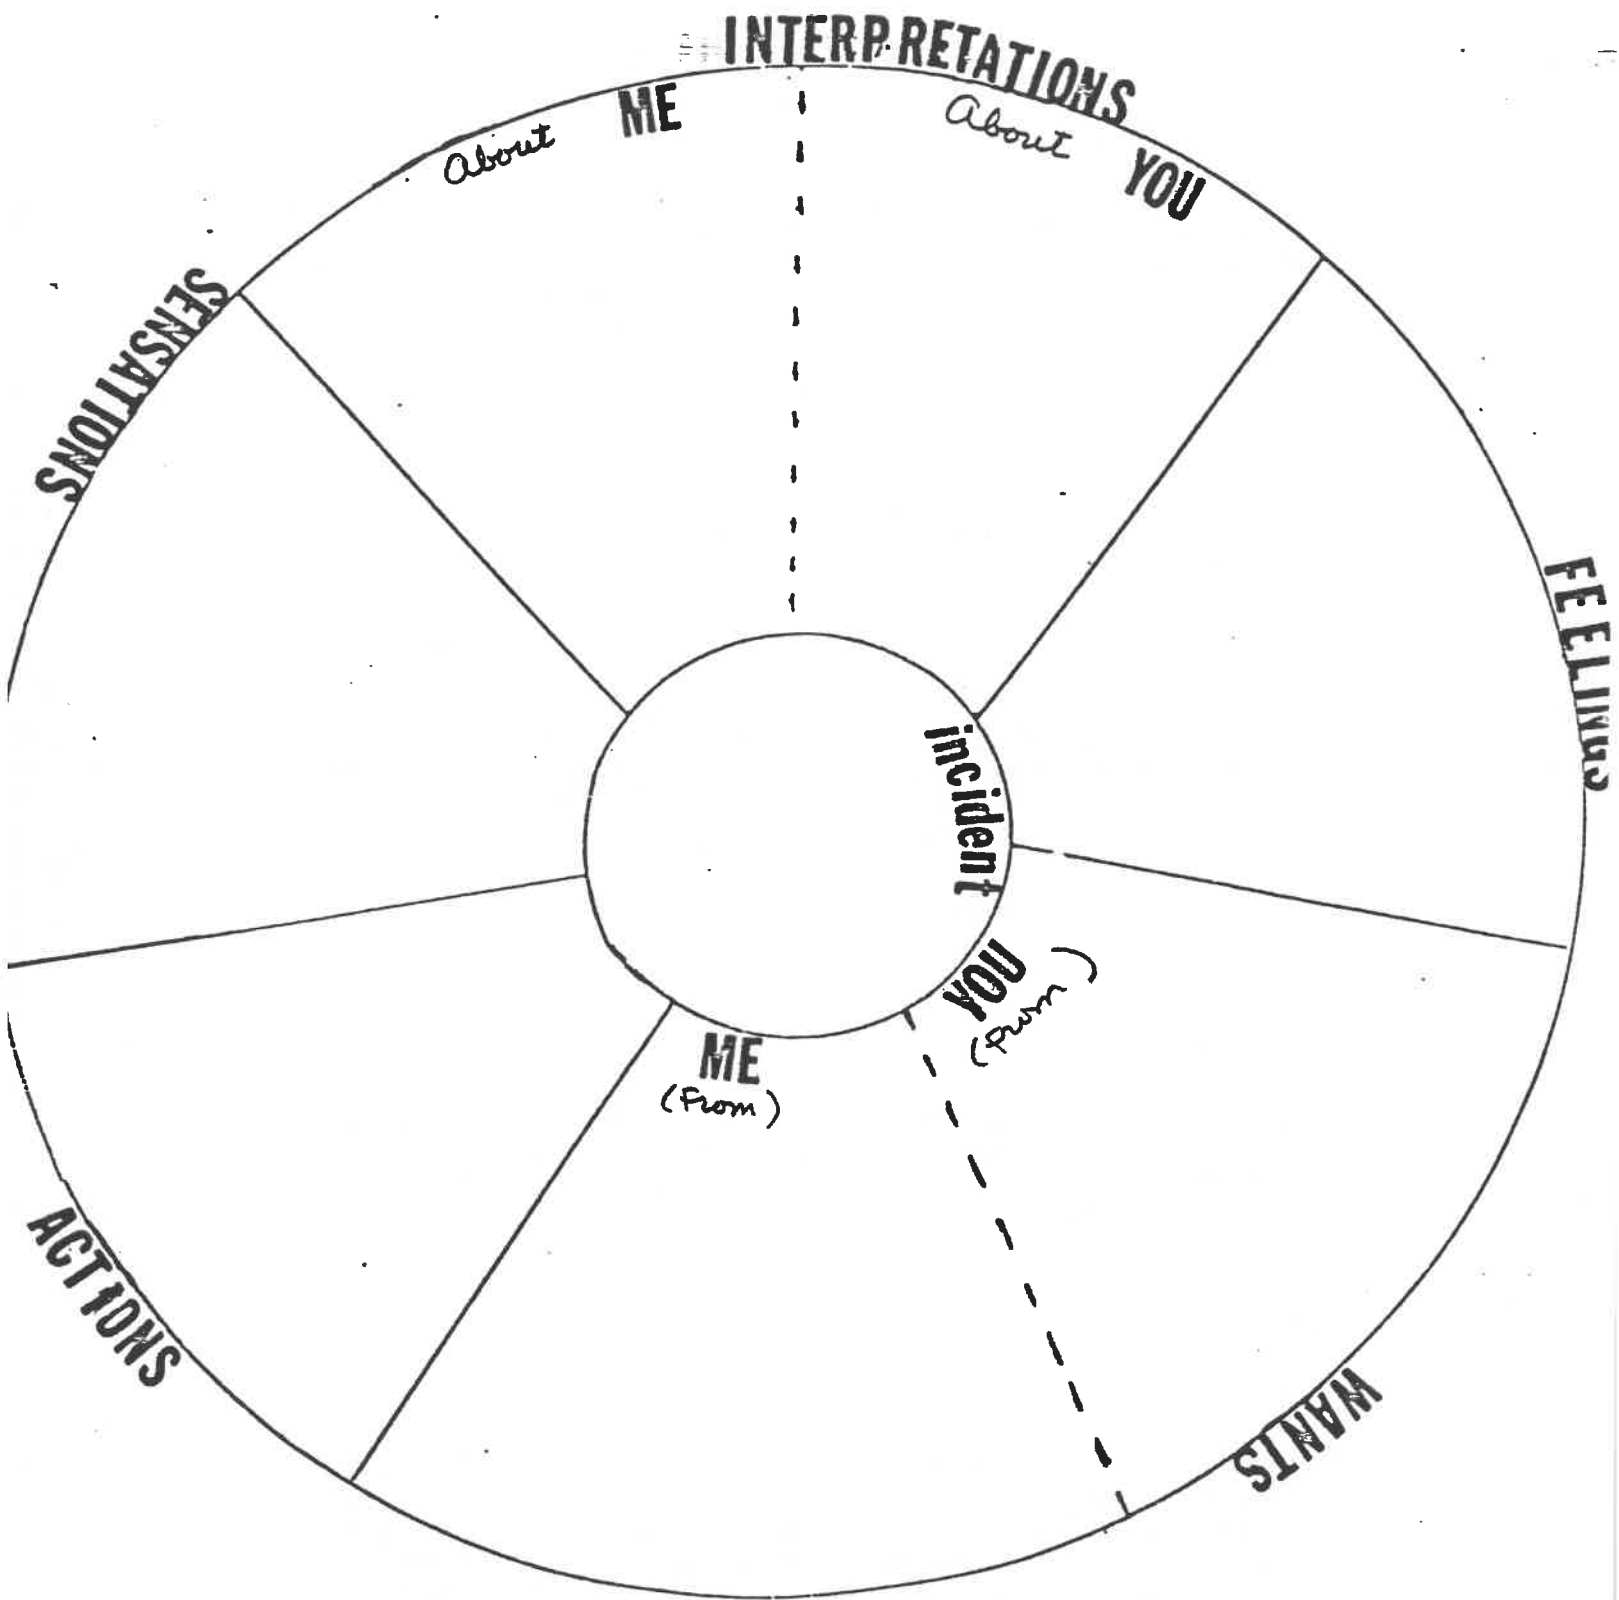 INTERPRETATIONS
About ME
About YOU
SENSATIONS
FEELINGS
incident
YOU
(From)
ME
(From)
ACTIONS
WANTS